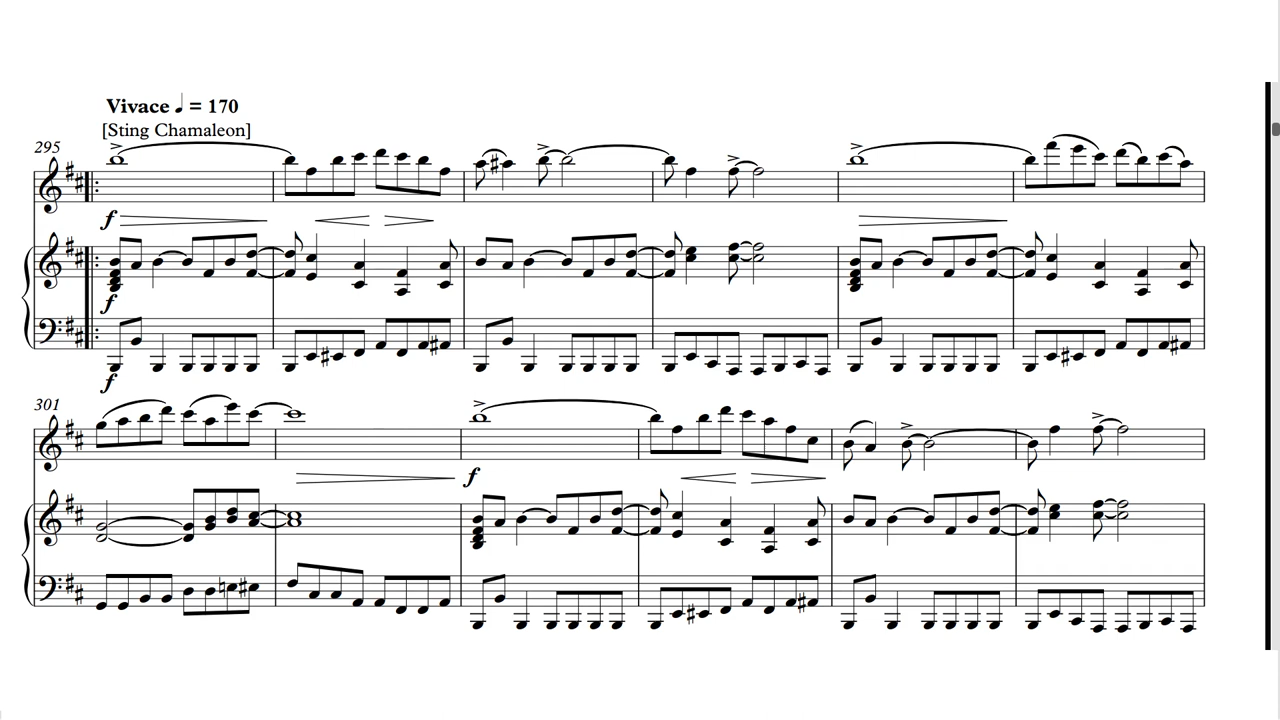 Vivace ♩ = 170
[Sting Chamaleon]
295
f
f
f
301
f